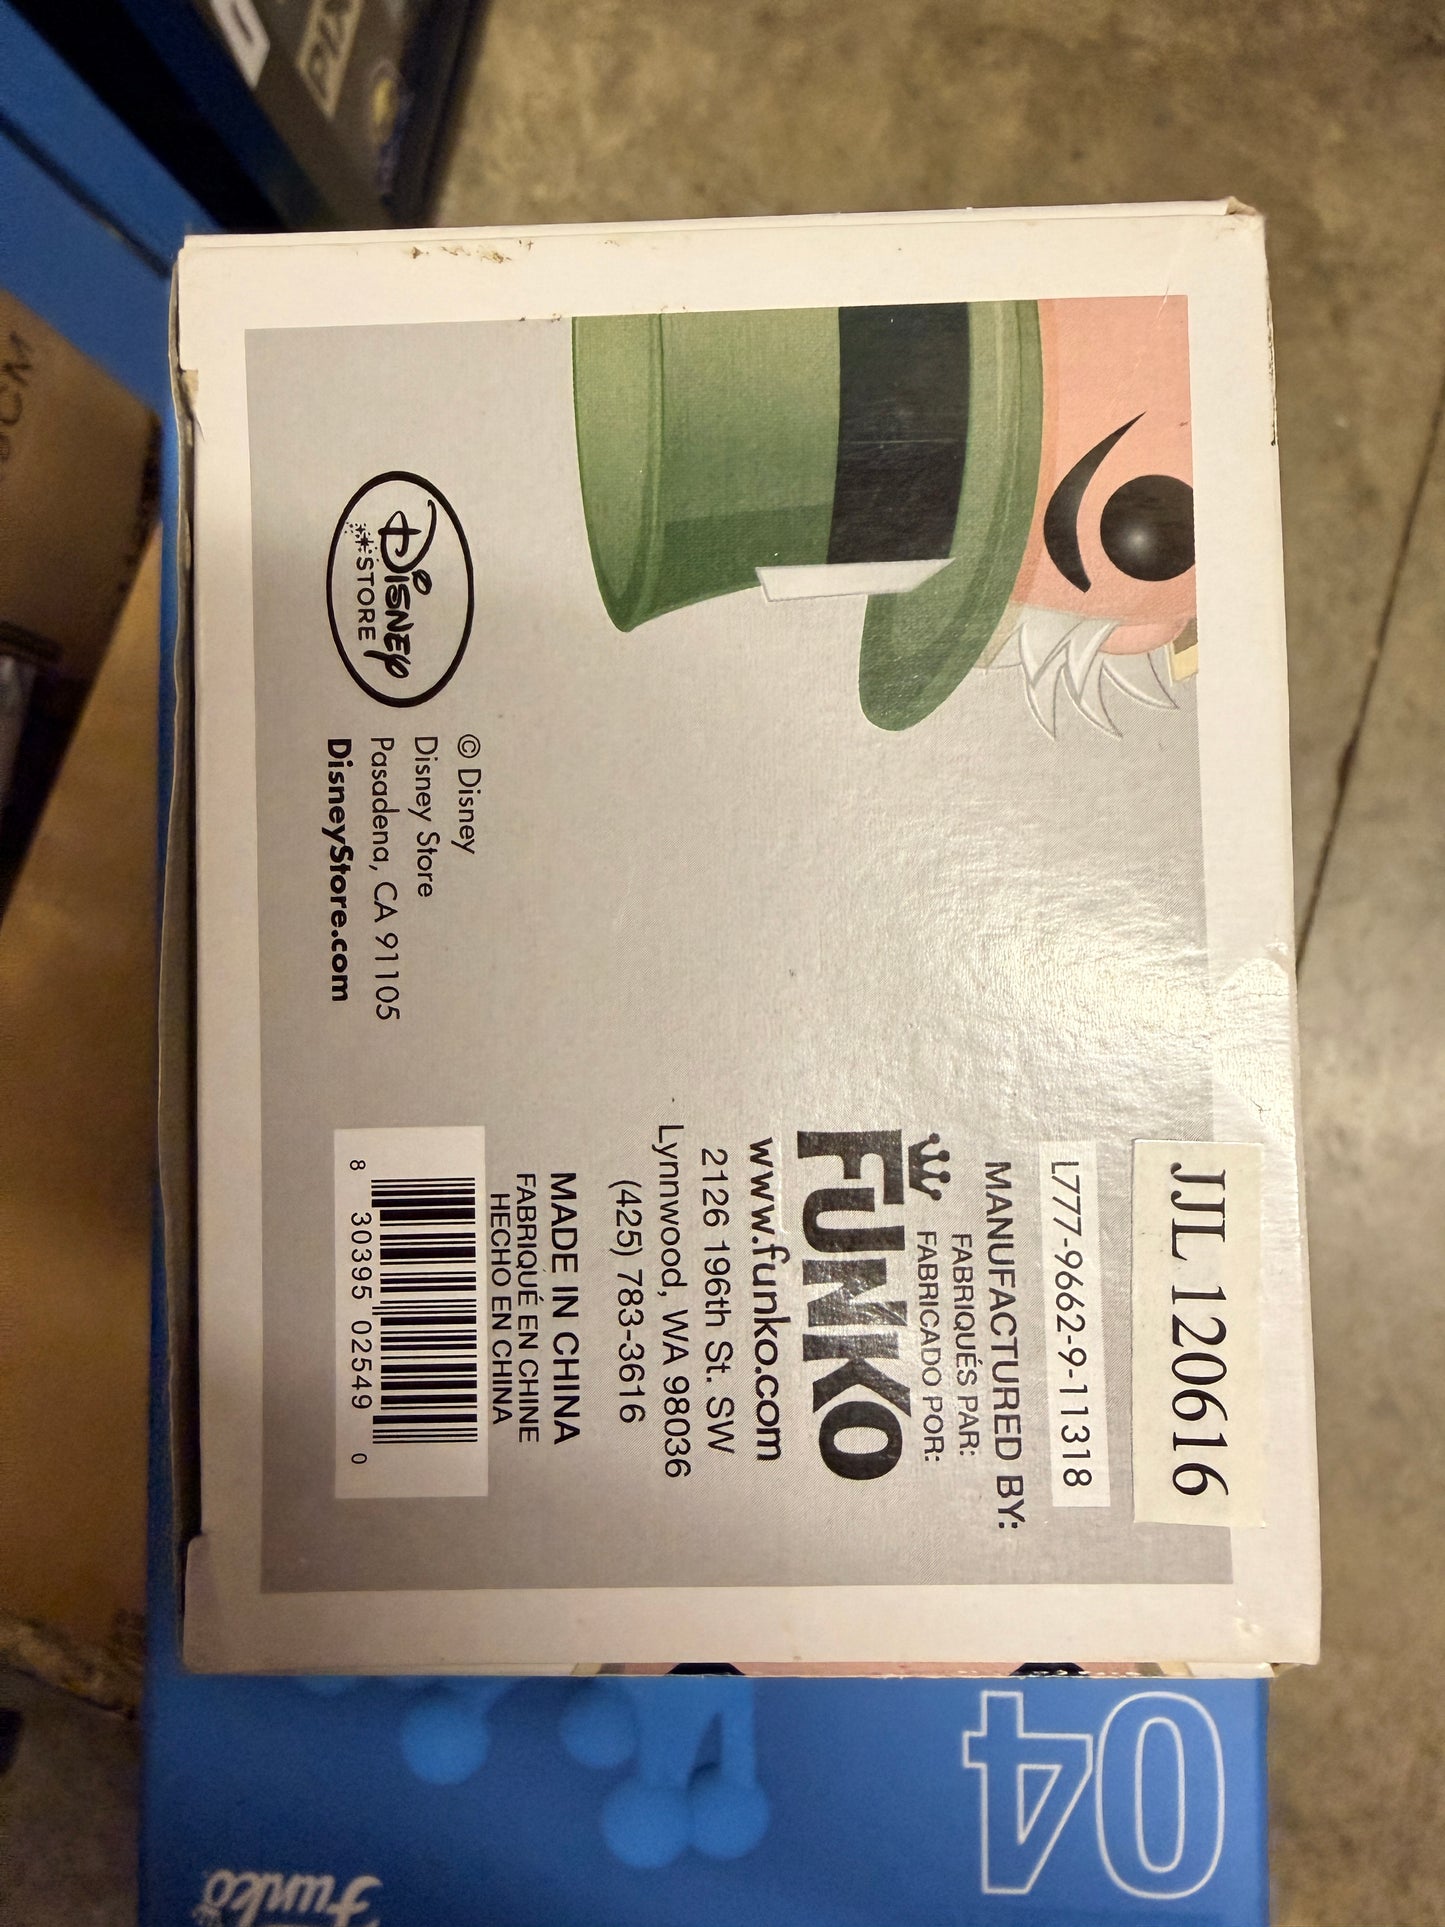 JJL 120616
L777-9662-9-11318
MANUFACTURED BY:
FABRIQUÉS PAR:
FABRICADO POR:
FUNKO
www.funko.com
2126 196th St. SW
Lynnwood, WA 98036
(425) 783-3616
MADE IN CHINA
FABRIQUÉ EN CHINE
HECHO EN CHINA
8 30395 02549 0
Disney
STORE
© Disney
Disney Store
Pasadena, CA 91105
DisneyStore.com
04
Funko